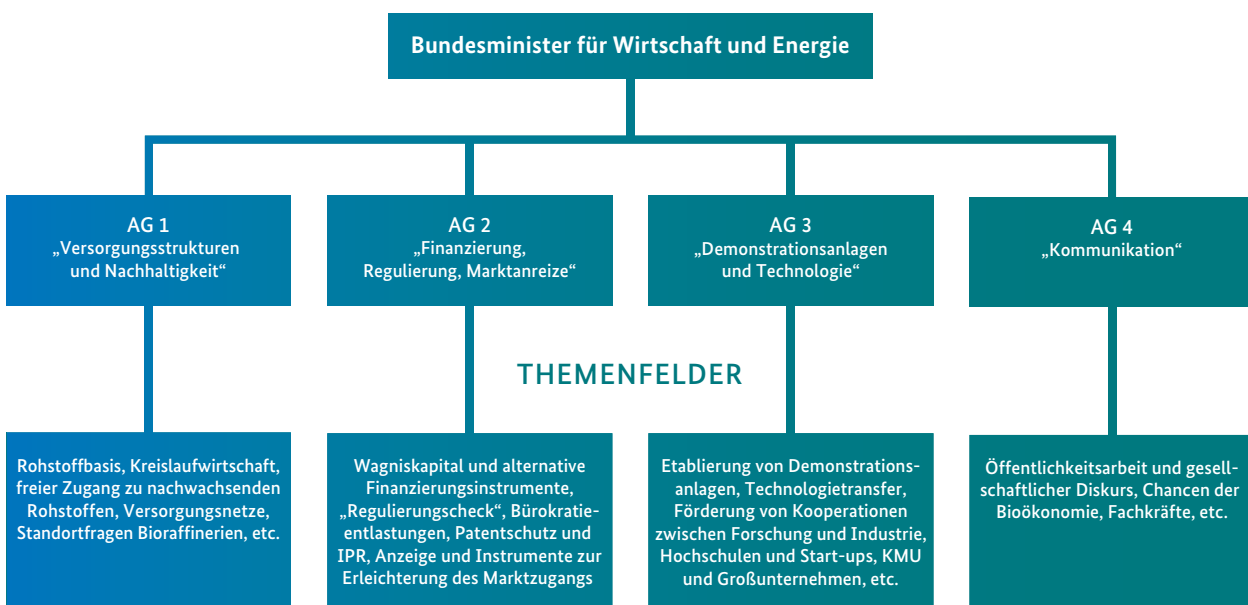 Bundesminister für Wirtschaft und Energie
AG 1
„Versorgungsstrukturen
und Nachhaltigkeit“
AG 2
„Finanzierung,
Regulierung, Marktanreize“
AG 3
„Demonstrationsanlagen
und Technologie“
AG 4
„Kommunikation“
THEMENFELDER
Rohstoffbasis, Kreislaufwirtschaft,
freier Zugang zu nachwachsenden
Rohstoffen, Versorgungsnetze,
Standortfragen Bioraffinerien, etc.
Wagniskapital und alternative
Finanzierungsinstrumente,
„Regulierungscheck“, Bürokratie-
entlastungen, Patentschutz und
IPR, Anzeige und Instrumente zur
Erleichterung des Marktzugangs
Etablierung von Demonstrations-
anlagen, Technologietransfer,
Förderung von Kooperationen
zwischen Forschung und Industrie,
Hochschulen und Start-ups, KMU
und Großunternehmen, etc.
Öffentlichkeitsarbeit und gesell-
schaftlicher Diskurs, Chancen der
Bioökonomie, Fachkräfte, etc.